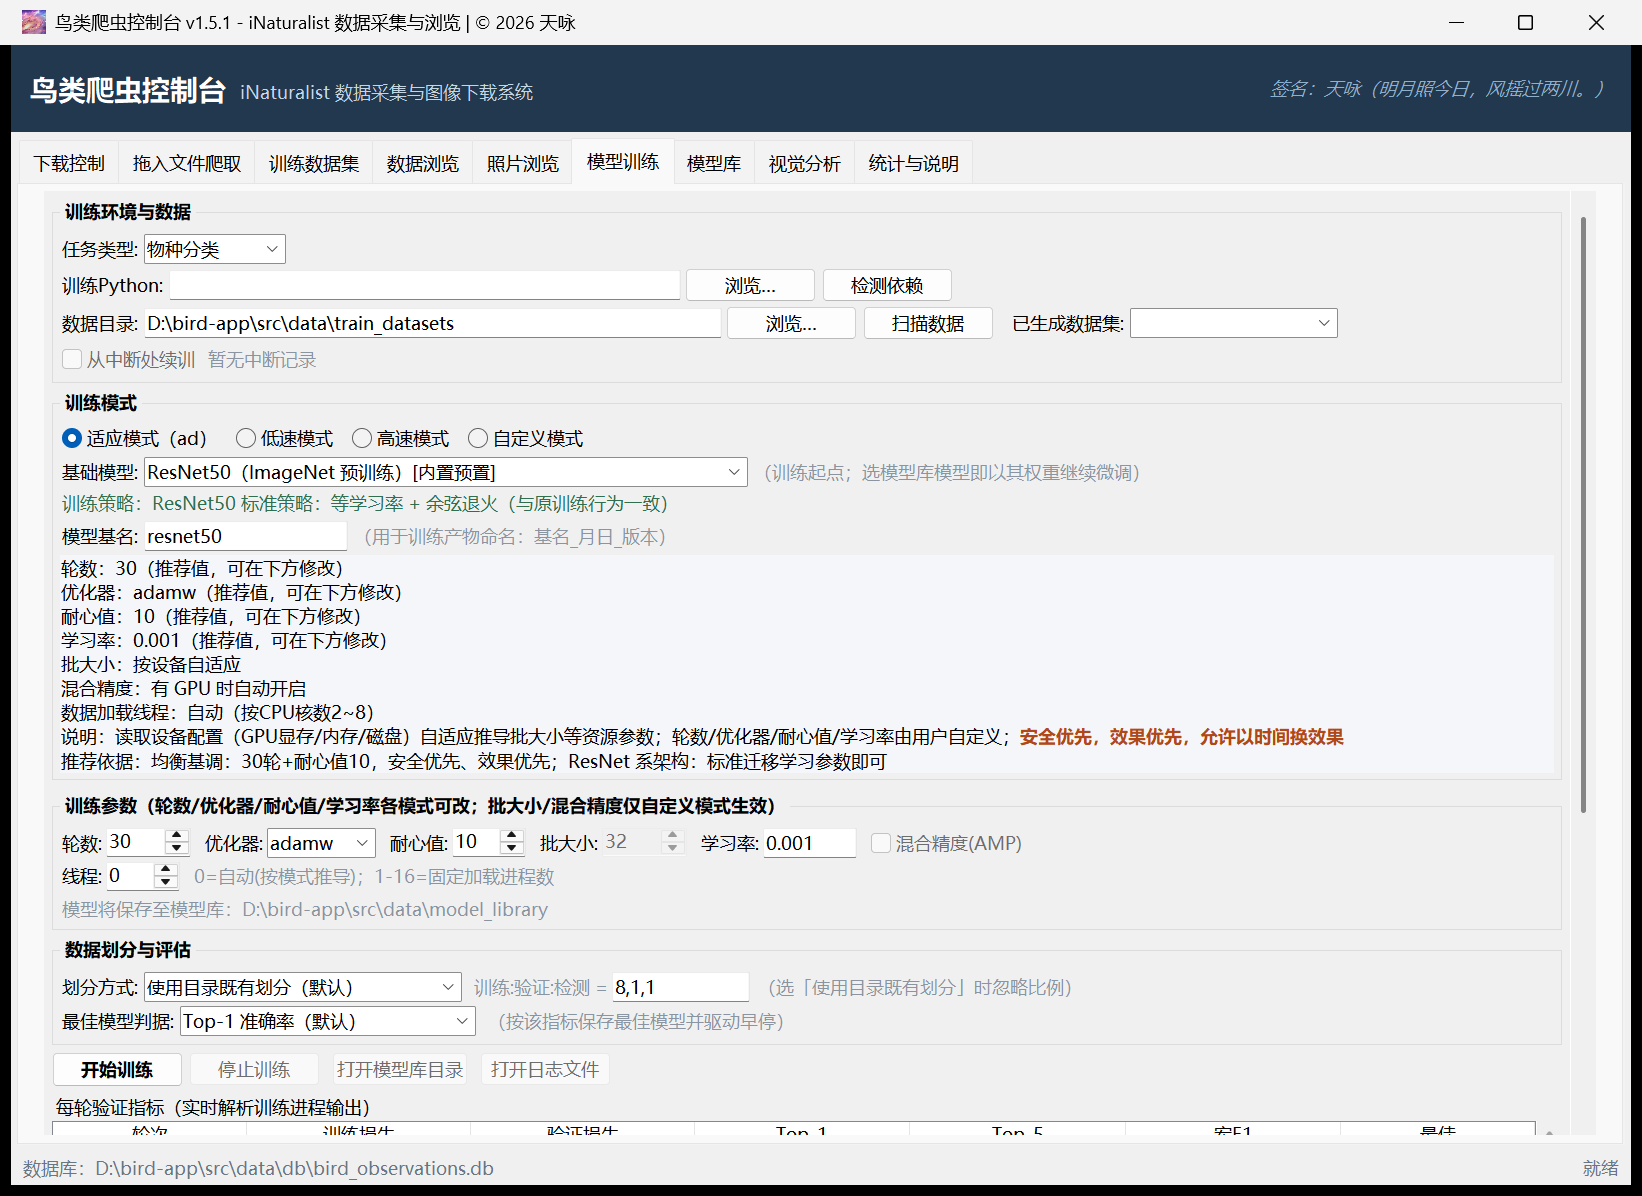 鸟类爬虫控制台 v1.5.1 - iNaturalist 数据采集与浏览 | © 2026 天咏
鸟类爬虫控制台 iNaturalist 数据采集与图像下载系统 签名：天咏（明月照今日，风摇过两川。）
下载控制 拖入文件爬取 训练数据集 数据浏览 照片浏览 模型训练 模型库 视觉分析 统计与说明
训练环境与数据
任务类型: 物种分类
训练Python: 浏览... 检测依赖
数据目录: D:\bird-app\src\data\train_datasets 浏览... 扫描数据 已生成数据集:
从中断处续训 暂无中断记录
训练模式
适应模式（ad） 低速模式 高速模式 自定义模式
基础模型: ResNet50（ImageNet 预训练）[内置预置] （训练起点；选模型库模型即以其权重继续微调）
训练策略：ResNet50 标准策略：等学习率 + 余弦退火（与原训练行为一致）
模型基名: resnet50 （用于训练产物命名：基名_月日_版本）
轮数：30（推荐值，可在下方修改）
优化器：adamw（推荐值，可在下方修改）
耐心值：10（推荐值，可在下方修改）
学习率：0.001（推荐值，可在下方修改）
批大小：按设备自适应
混合精度：有 GPU 时自动开启
数据加载线程：自动（按CPU核数2~8）
说明：读取设备配置（GPU显存/内存/磁盘）自适应推导批大小等资源参数；轮数/优化器/耐心值/学习率由用户自定义；安全优先，效果优先，允许以时间换效果
推荐依据：均衡基调：30轮+耐心值10，安全优先、效果优先；ResNet 系架构：标准迁移学习参数即可
训练参数（轮数/优化器/耐心值/学习率各模式可改；批大小/混合精度仅自定义模式生效）
轮数: 30 优化器: adamw 耐心值: 10 批大小: 32 学习率: 0.001 混合精度(AMP)
线程: 0 0=自动(按模式推导)；1-16=固定加载进程数
模型将保存至模型库：D:\bird-app\src\data\model_library
数据划分与评估
划分方式: 使用目录既有划分（默认） 训练:验证:检测 = 8,1,1 （选「使用目录既有划分」时忽略比例）
最佳模型判据: Top-1 准确率（默认） （按该指标保存最佳模型并驱动早停）
开始训练 停止训练 打开模型库目录 打开日志文件
每轮验证指标（实时解析训练进程输出）
轮次 训练损失 验证损失 Top-1 Top-5 宏F1 最佳
数据库：D:\bird-app\src\data\db\bird_observations.db 就绪